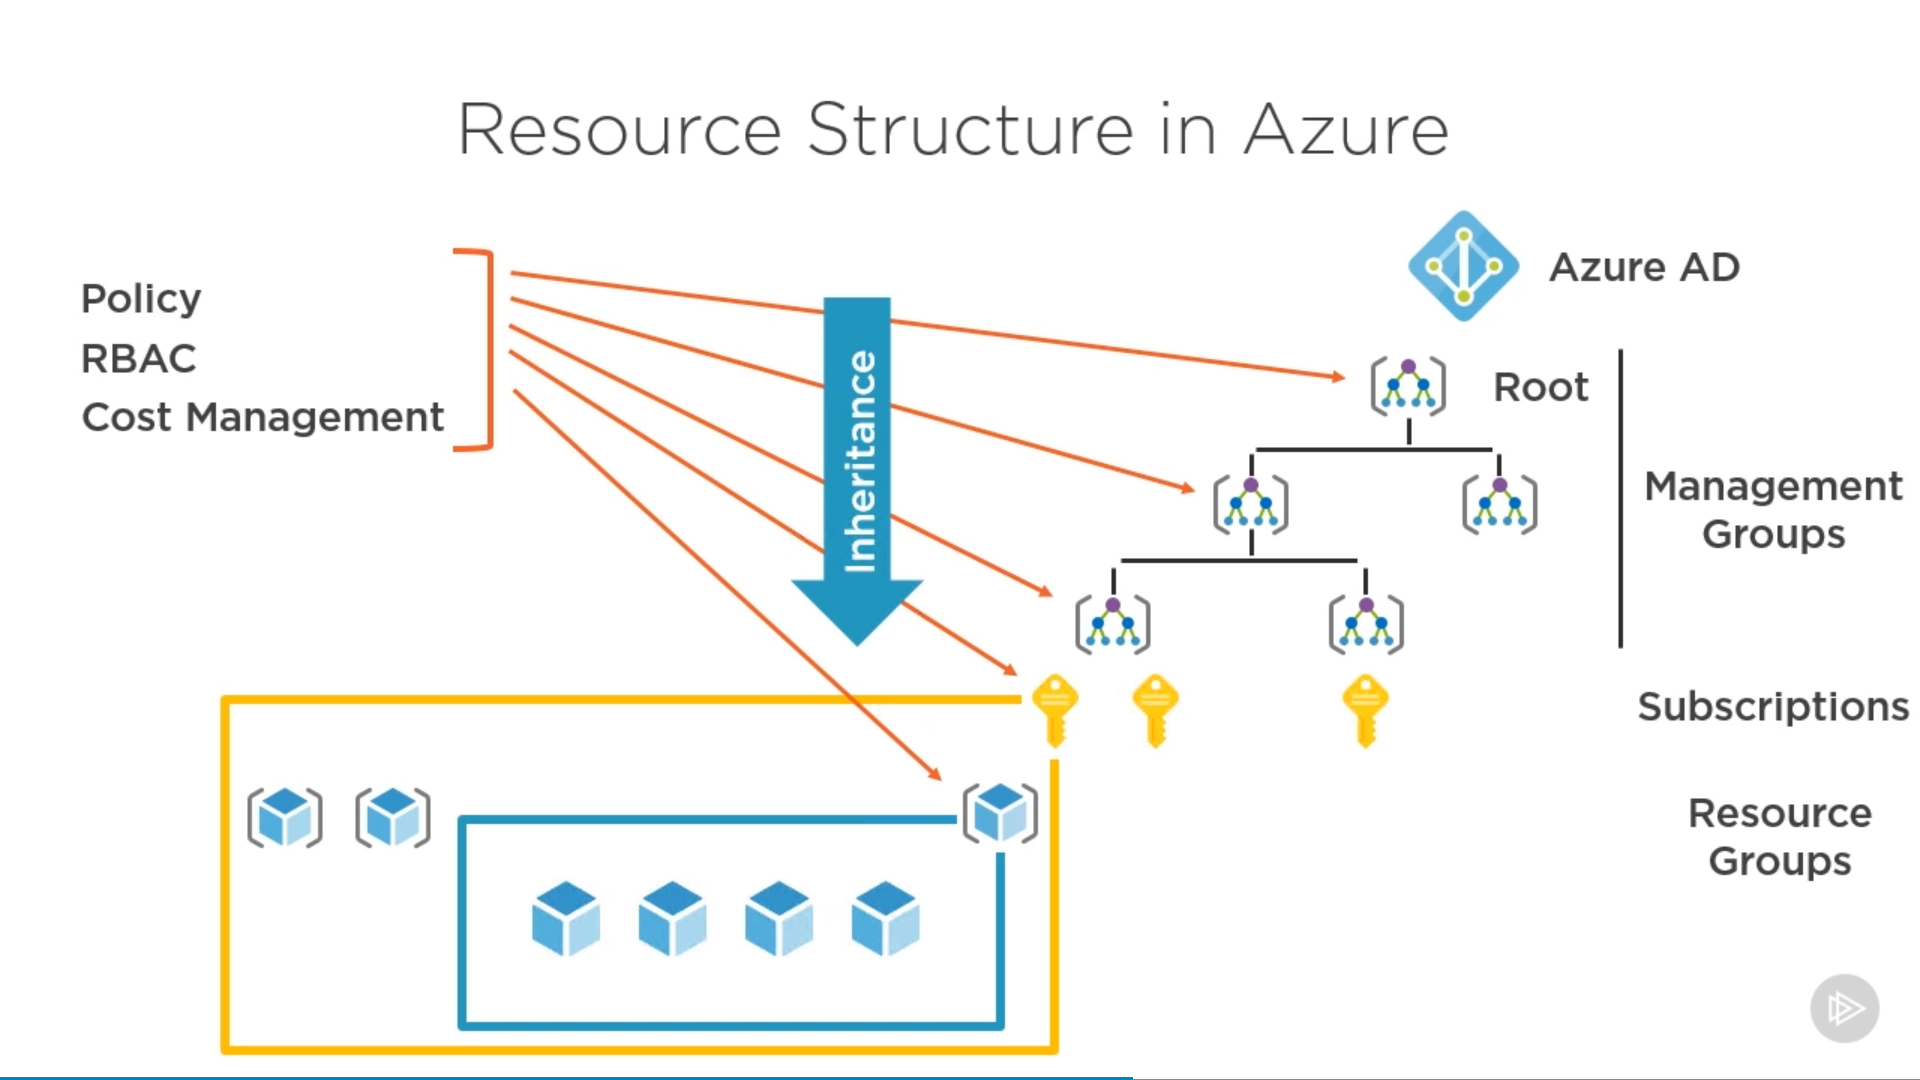 Resource Structure in Azure
Policy
RBAC
Cost Management
Inheritance
Azure AD
Root
Management
Groups
Subscriptions
Resource
Groups